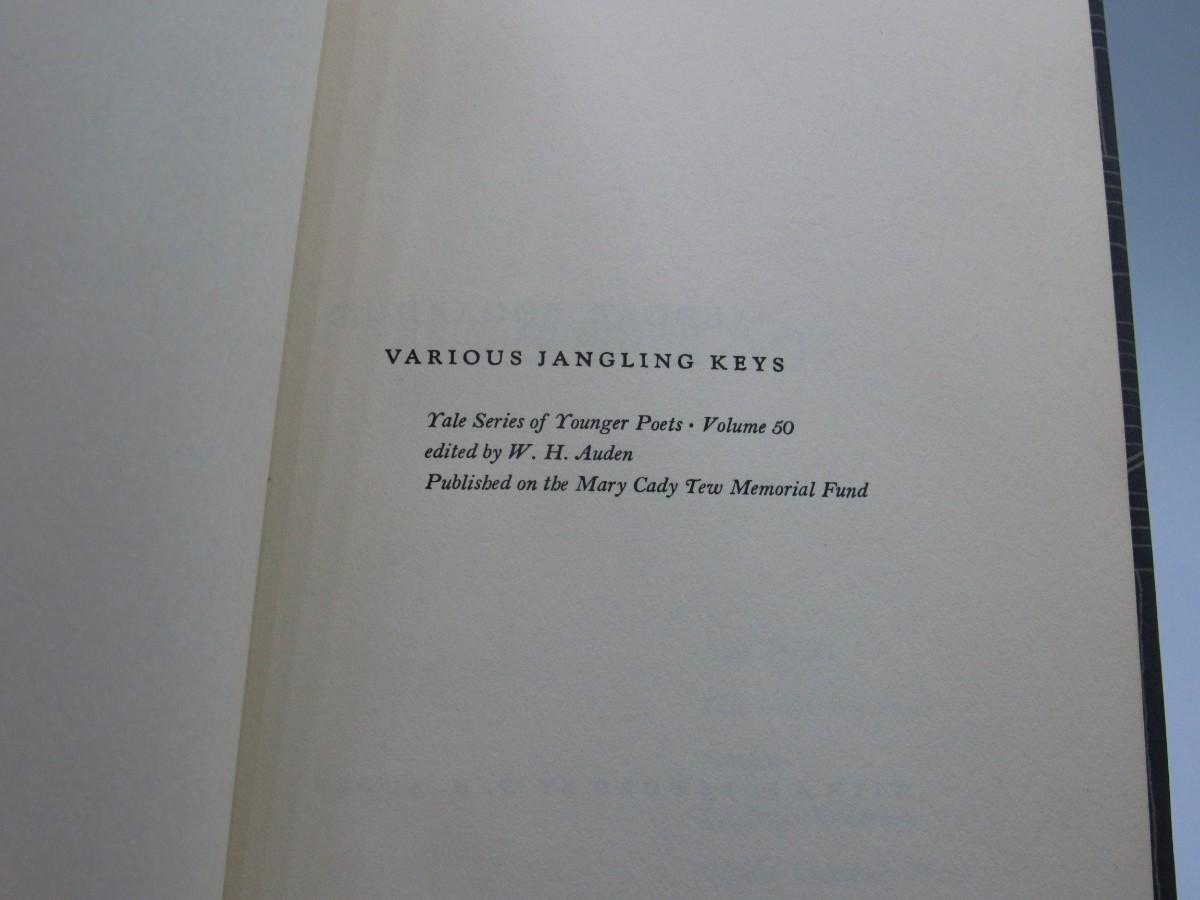 VARIOUS JANGLING KEYS
Yale Series of Younger Poets · Volume 50
edited by W. H. Auden
Published on the Mary Cady Tew Memorial Fund